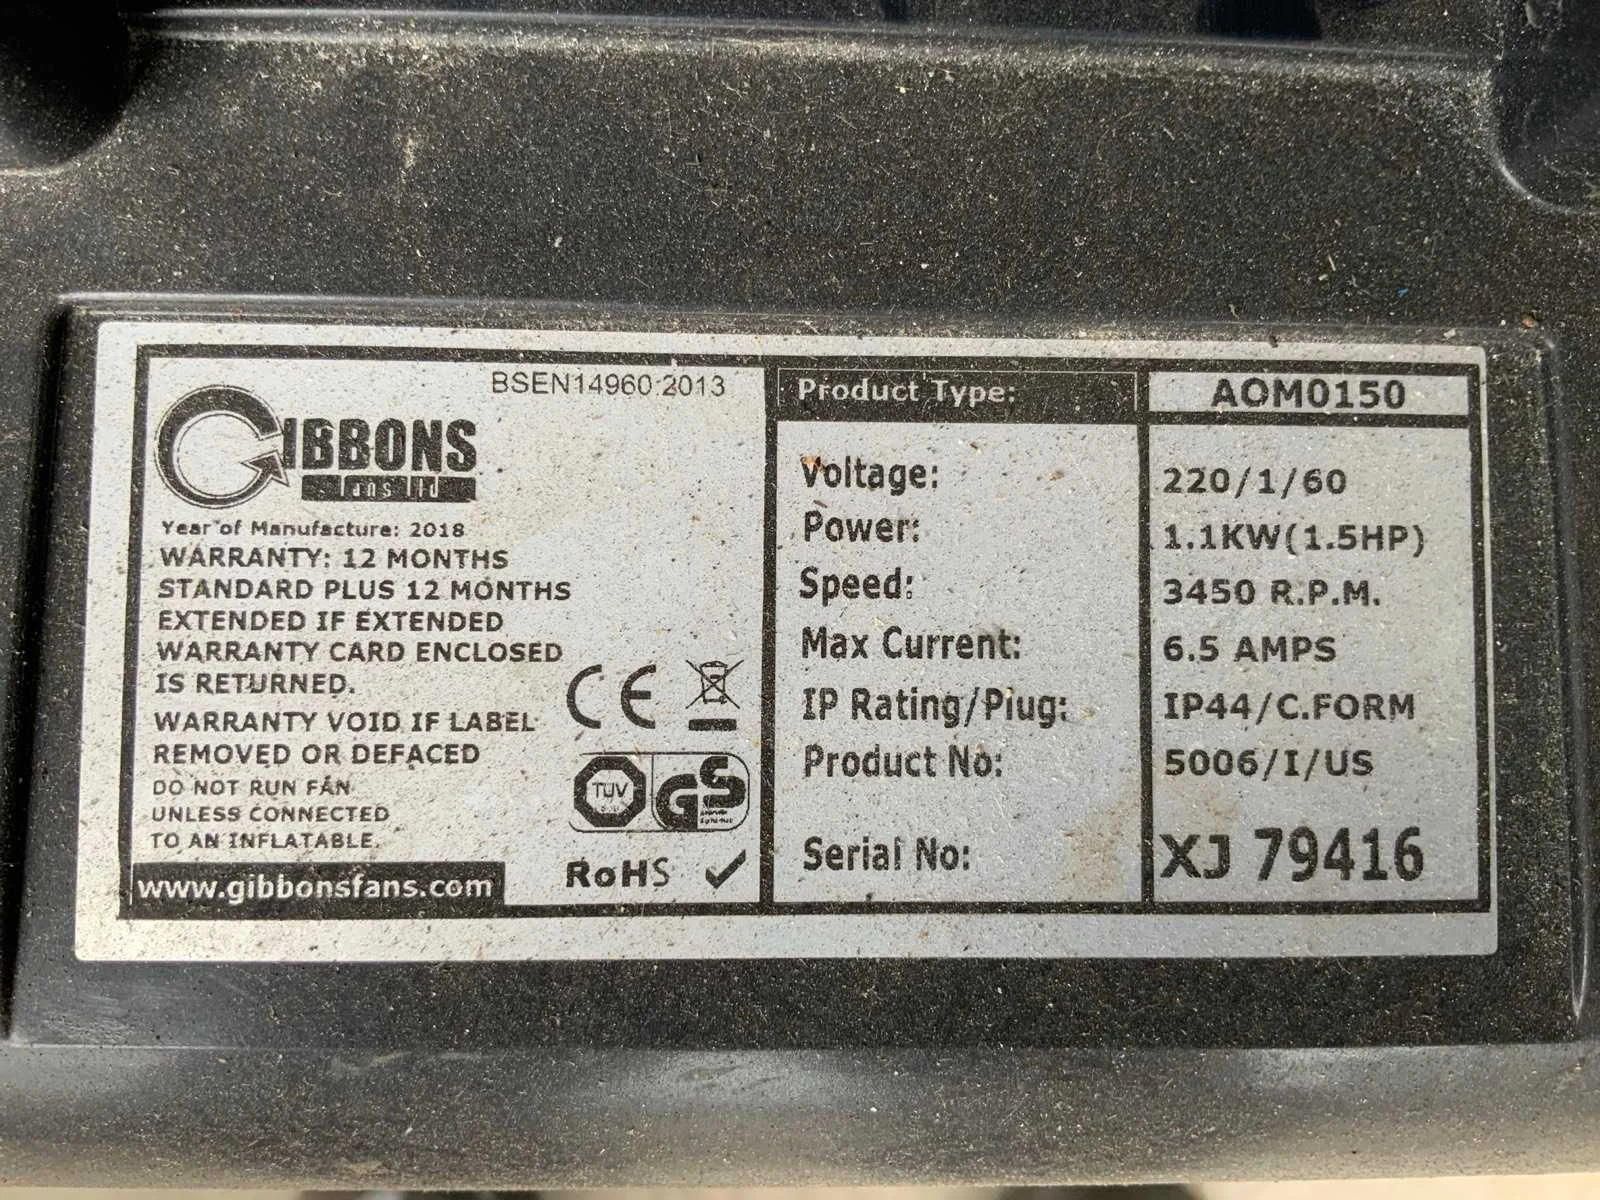 BSEN14960:2013
GIBBONS
fans ltd
Year of Manufacture: 2018
WARRANTY: 12 MONTHS
STANDARD PLUS 12 MONTHS
EXTENDED IF EXTENDED
WARRANTY CARD ENCLOSED
IS RETURNED.
WARRANTY VOID IF LABEL
REMOVED OR DEFACED
DO NOT RUN FAN
UNLESS CONNECTED
TO AN INFLATABLE.
www.gibbonsfans.com
CE
TUV GS
RoHS
Product Type: AOM0150
Voltage: 220/1/60
Power: 1.1KW(1.5HP)
Speed: 3450 R.P.M.
Max Current: 6.5 AMPS
IP Rating/Plug: IP44/C.FORM
Product No: 5006/I/US
Serial No: XJ 79416